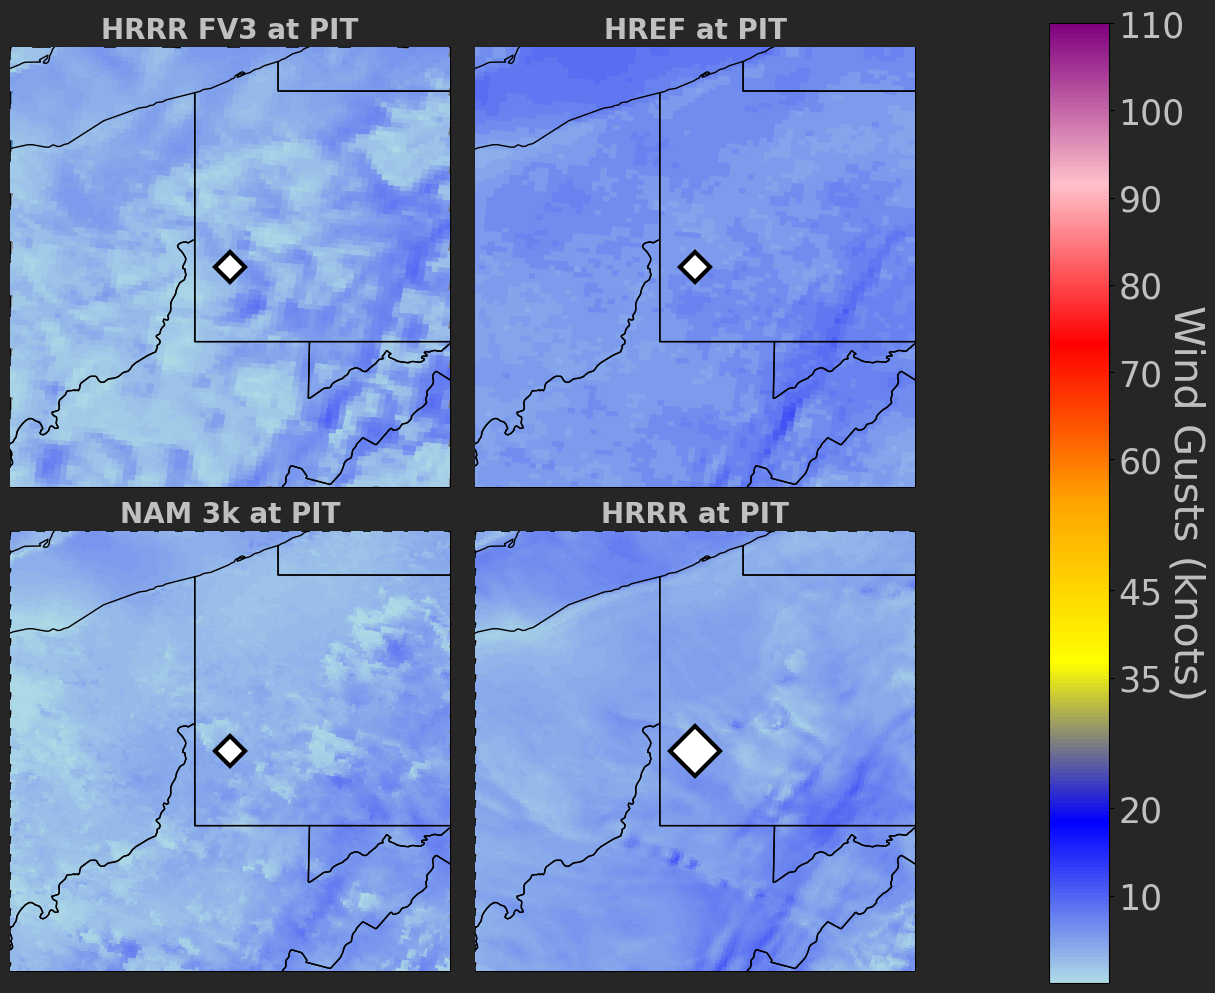 HRRR FV3 at PIT
HREF at PIT
NAM 3k at PIT
HRRR at PIT
110
100
90
80
70
60
45
35
20
10
Wind Gusts (knots)